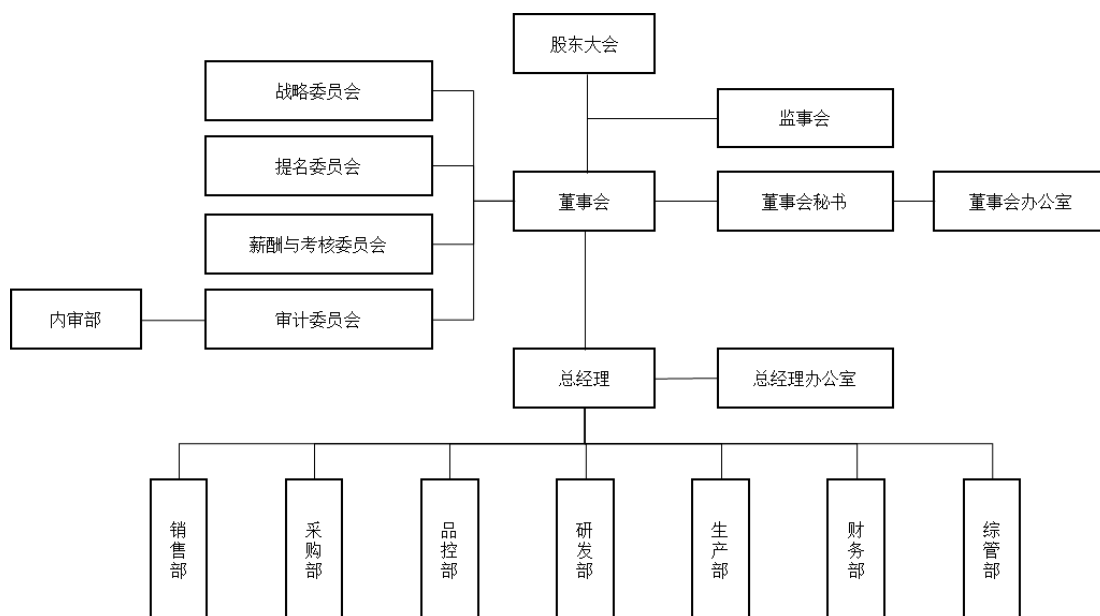 股东大会
战略委员会
监事会
提名委员会
董事会
董事会秘书
董事会办公室
薪酬与考核委员会
内审部
审计委员会
总经理
总经理办公室
销售部
采购部
品控部
研发部
生产部
财务部
综管部